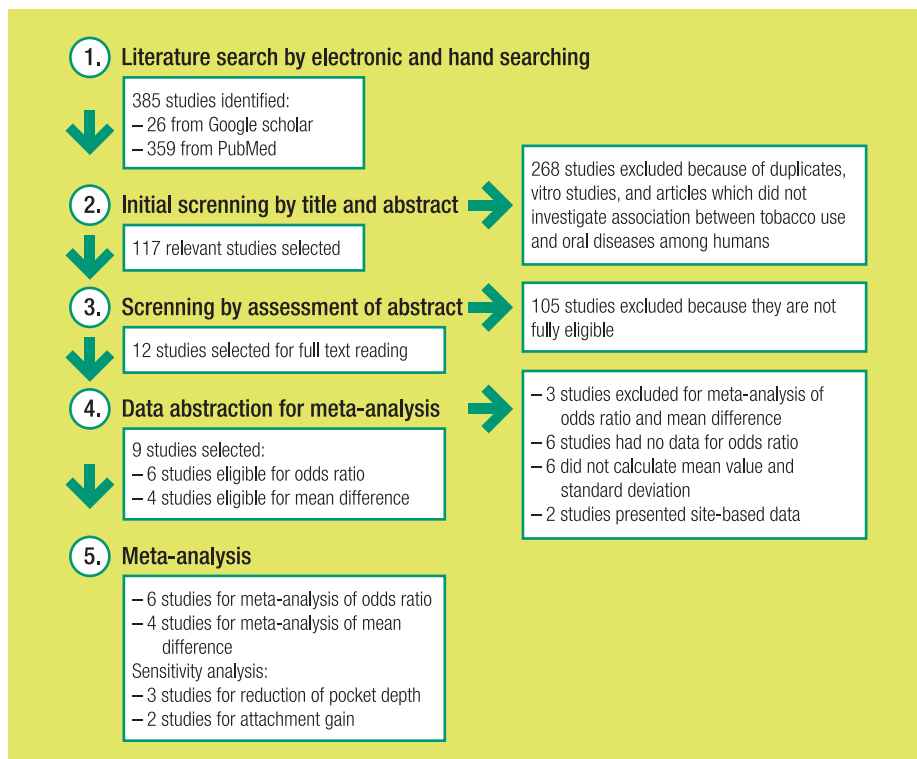 1. Literature search by electronic and hand searching
385 studies identified:
– 26 from Google scholar
– 359 from PubMed
268 studies excluded because of duplicates,
vitro studies, and articles which did not
investigate association between tobacco use
and oral diseases among humans
2. Initial screnning by title and abstract
117 relevant studies selected
3. Screnning by assessment of abstract
105 studies excluded because they are not
fully eligible
12 studies selected for full text reading
4. Data abstraction for meta-analysis
– 3 studies excluded for meta-analysis of
odds ratio and mean difference
– 6 studies had no data for odds ratio
– 6 did not calculate mean value and
standard deviation
– 2 studies presented site-based data
9 studies selected:
– 6 studies eligible for odds ratio
– 4 studies eligible for mean difference
5. Meta-analysis
– 6 studies for meta-analysis of odds ratio
– 4 studies for meta-analysis of mean
difference
Sensitivity analysis:
– 3 studies for reduction of pocket depth
– 2 studies for attachment gain